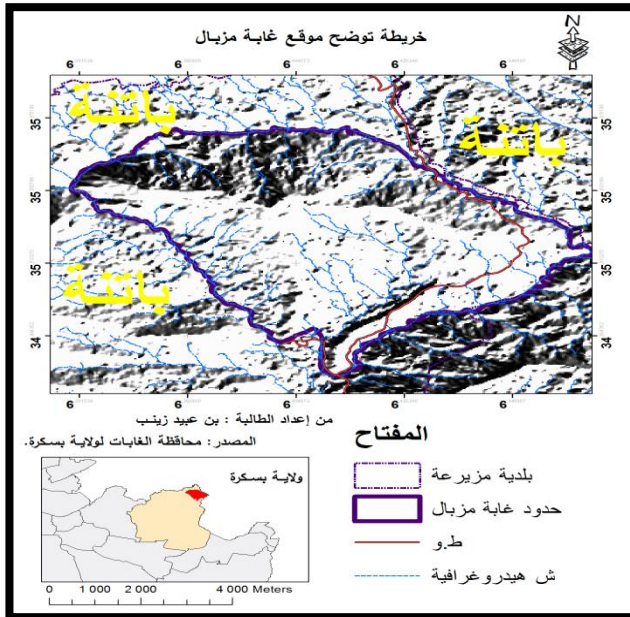 خريطة توضح موقع غابة مزبال
N
6 6 6 6 6
35 35
باتنة باتنة
35 35
باتنة
35 35
34 34
6 6 6 6 6
من إعداد الطالبة : بن عبيد زينب
المصدر: محافظة الغابات لولاية بسكرة.
ولاية بسكرة
المفتاح
بلدية مزيرعة
حدود غابة مزبال
ط.و
ش هيدروغرافية
0 1 000 2 000 4 000 Meters